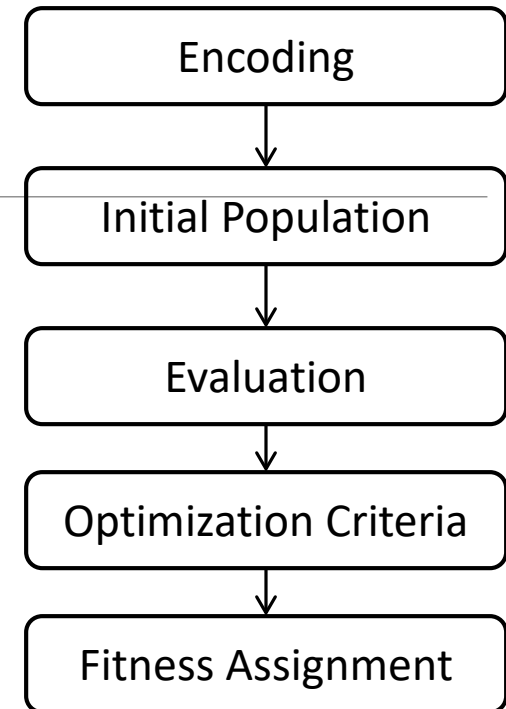 Encoding
Initial Population
Evaluation
Optimization Criteria
Fitness Assignment